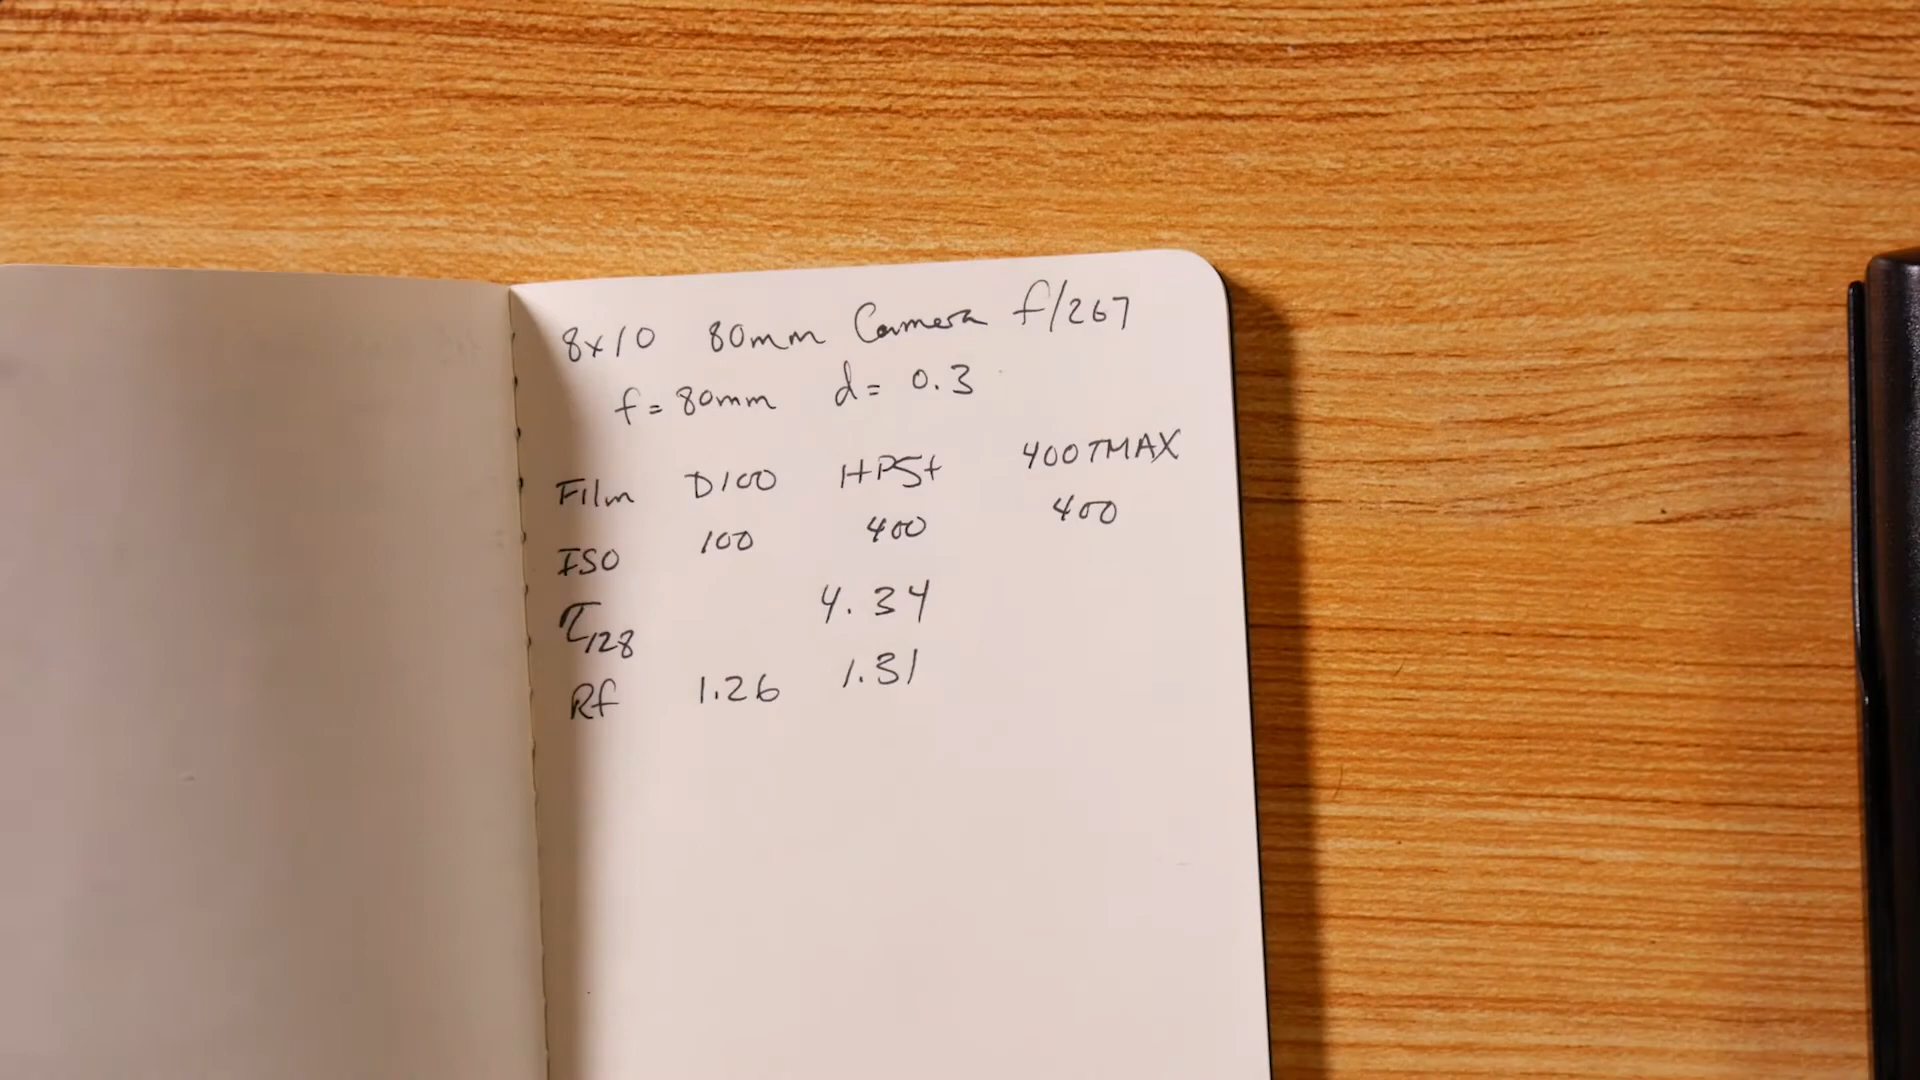 8x10 80mm Camera f/267
f = 80mm d = 0.3
Film D100 HP5+ 400TMAX
ISO 100 400 400
τ128 4.34
Rf 1.26 1.31